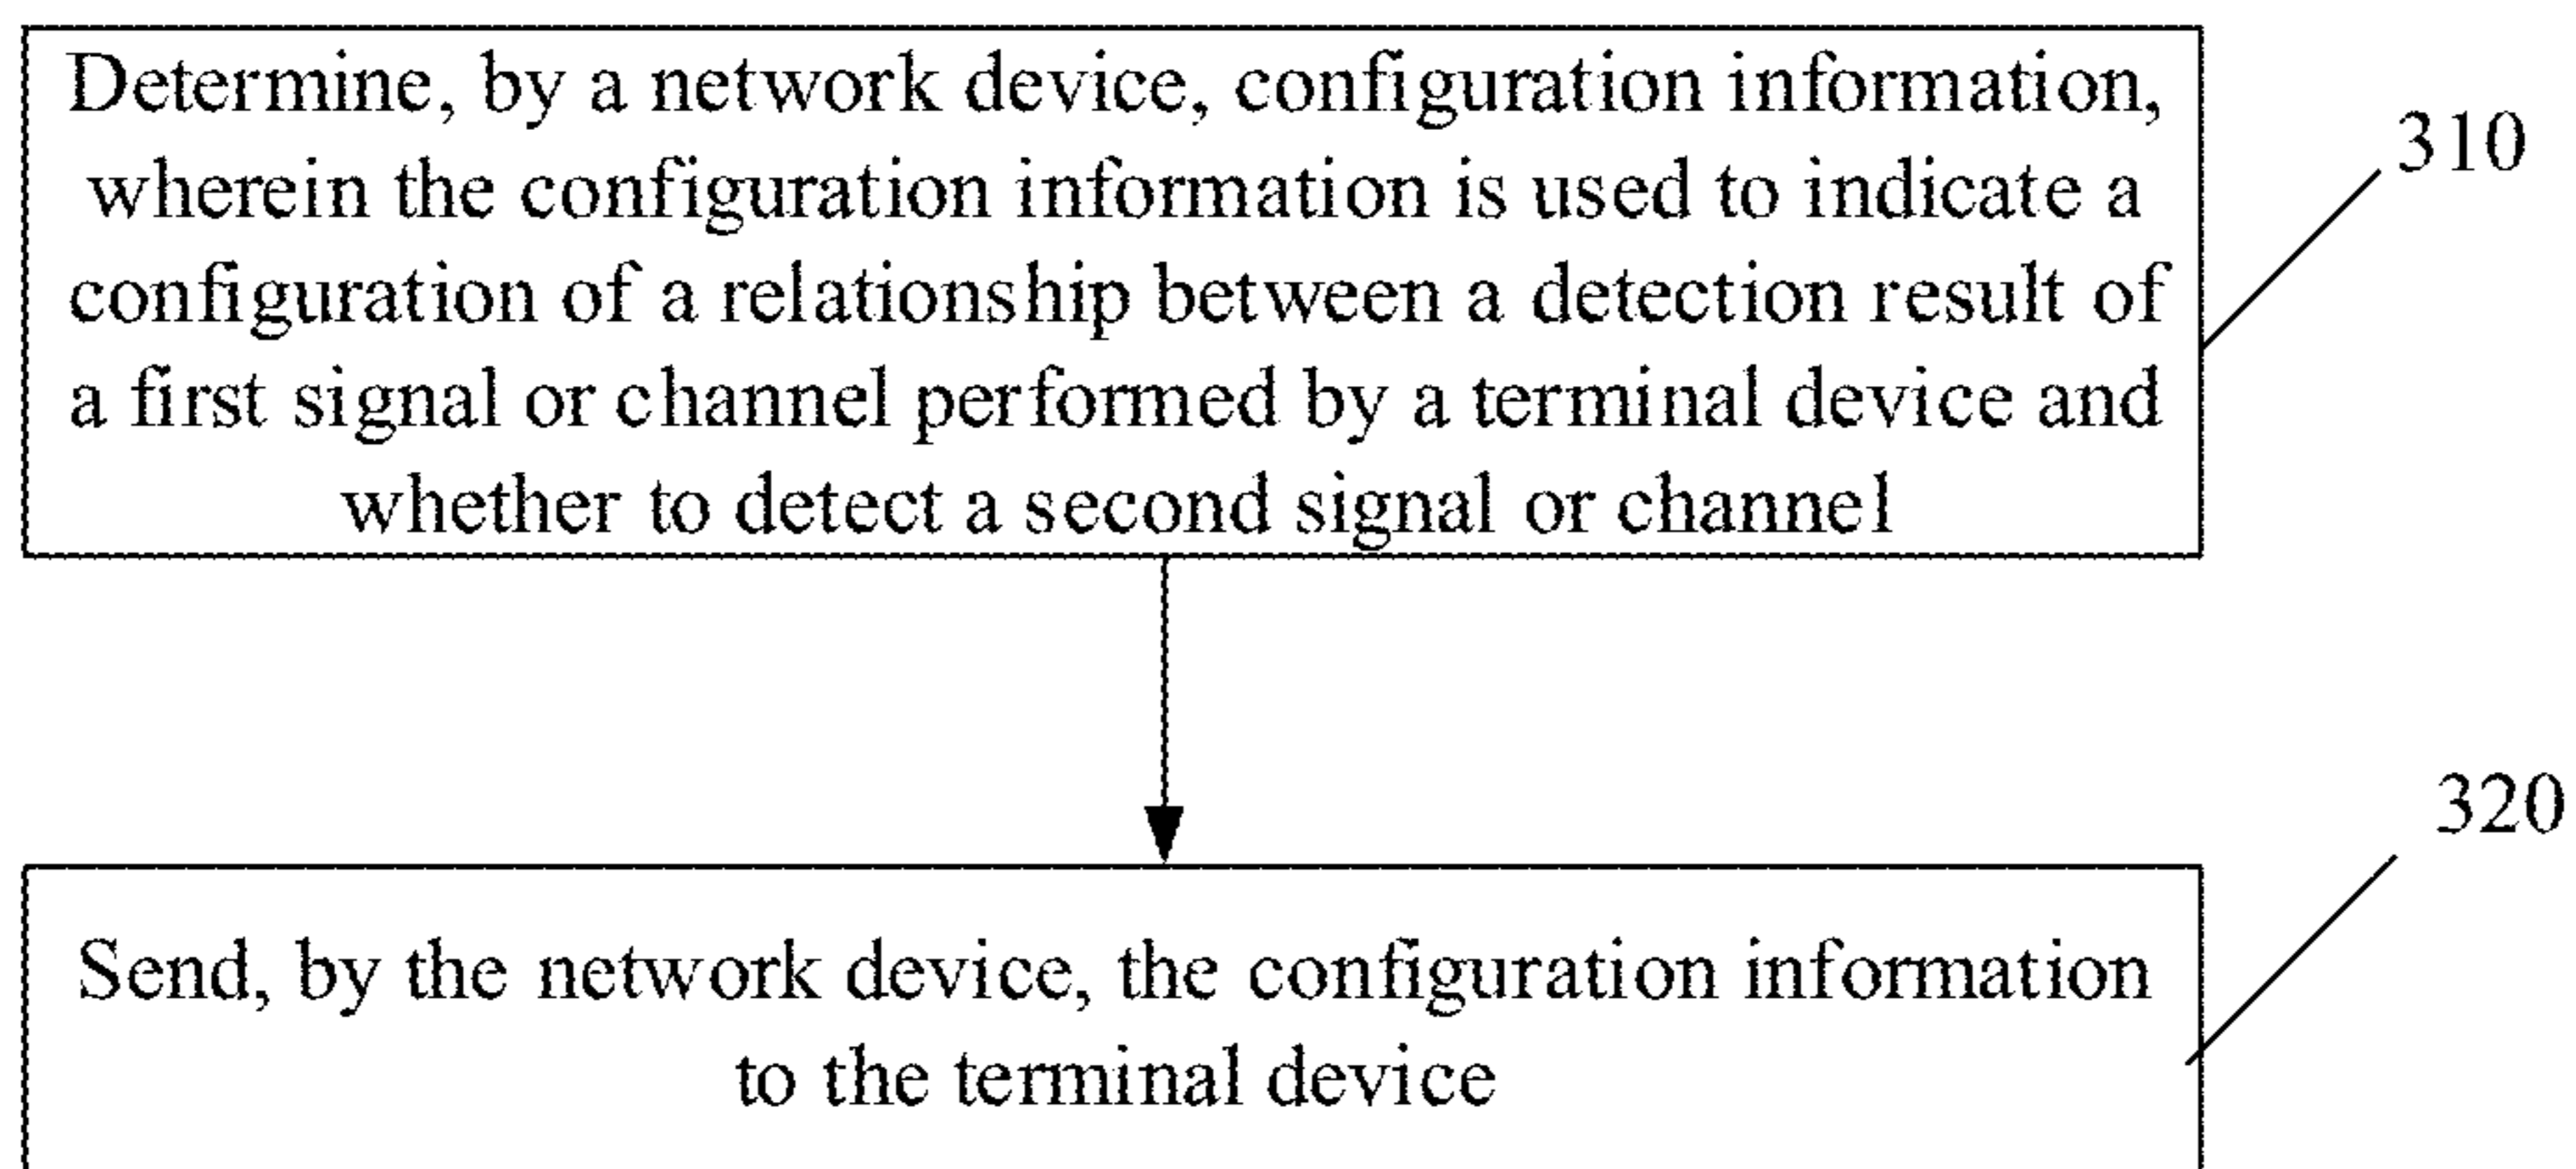 Determine, by a network device, configuration information,
wherein the configuration information is used to indicate a
configuration of a relationship between a detection result of
a first signal or channel performed by a terminal device and
whether to detect a second signal or channel
310
320
Send, by the network device, the configuration information
to the terminal device